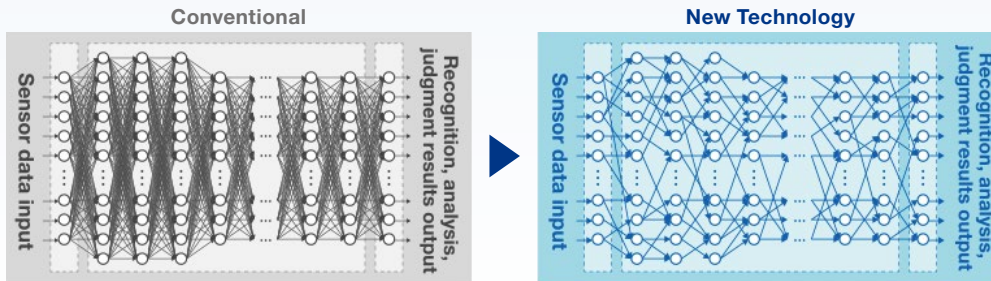 Conventional
New Technology
Sensor data input
Recognition, analysis,
judgment results output
Sensor data input
Recognition, analysis,
judgment results output